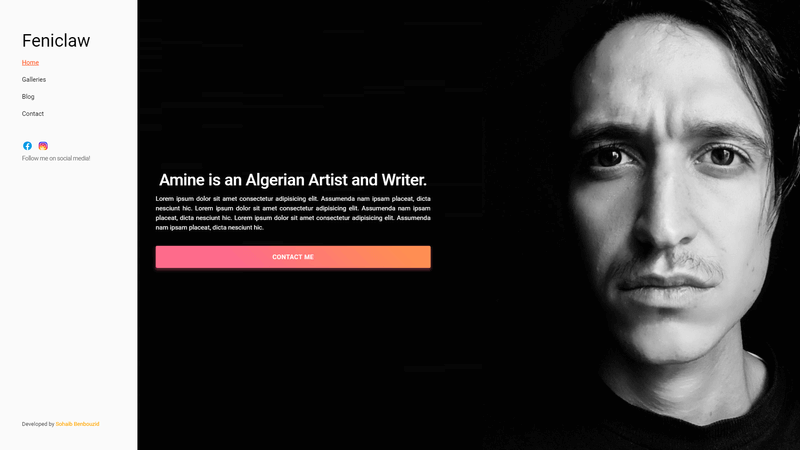 Feniclaw
Home
Galleries
Blog
Contact
Follow me on social media!
Amine is an Algerian Artist and Writer.
Lorem ipsum dolor sit amet consectetur adipisicing elit. Assumenda nam ipsam placeat, dicta
nesciunt hic. Lorem ipsum dolor sit amet consectetur adipisicing elit. Assumenda nam ipsam
placeat, dicta nesciunt hic. Lorem ipsum dolor sit amet consectetur adipisicing elit. Assumenda
nam ipsam placeat, dicta nesciunt hic.
CONTACT ME
Developed by Sohaib Benbouzid